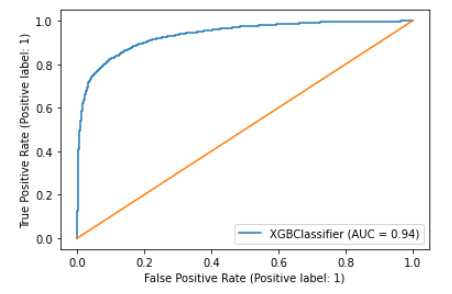 1.0
0.8
0.6
0.4
0.2
0.0
True Positive Rate (Positive label: 1)
XGBClassifier (AUC = 0.94)
0.0 0.2 0.4 0.6 0.8 1.0
False Positive Rate (Positive label: 1)